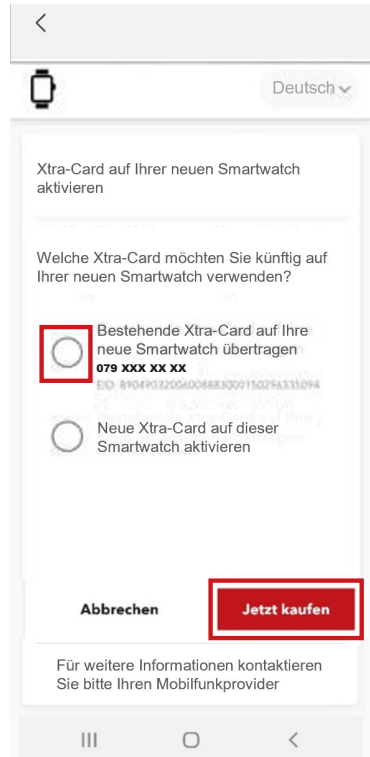 Deutsch
Xtra-Card auf Ihrer neuen Smartwatch
aktivieren
Welche Xtra-Card möchten Sie künftig auf
Ihrer neuen Smartwatch verwenden?
Bestehende Xtra-Card auf Ihre
neue Smartwatch übertragen
079 XXX XX XX
Neue Xtra-Card auf dieser
Smartwatch aktivieren
Abbrechen
Jetzt kaufen
Für weitere Informationen kontaktieren
Sie bitte Ihren Mobilfunkprovider